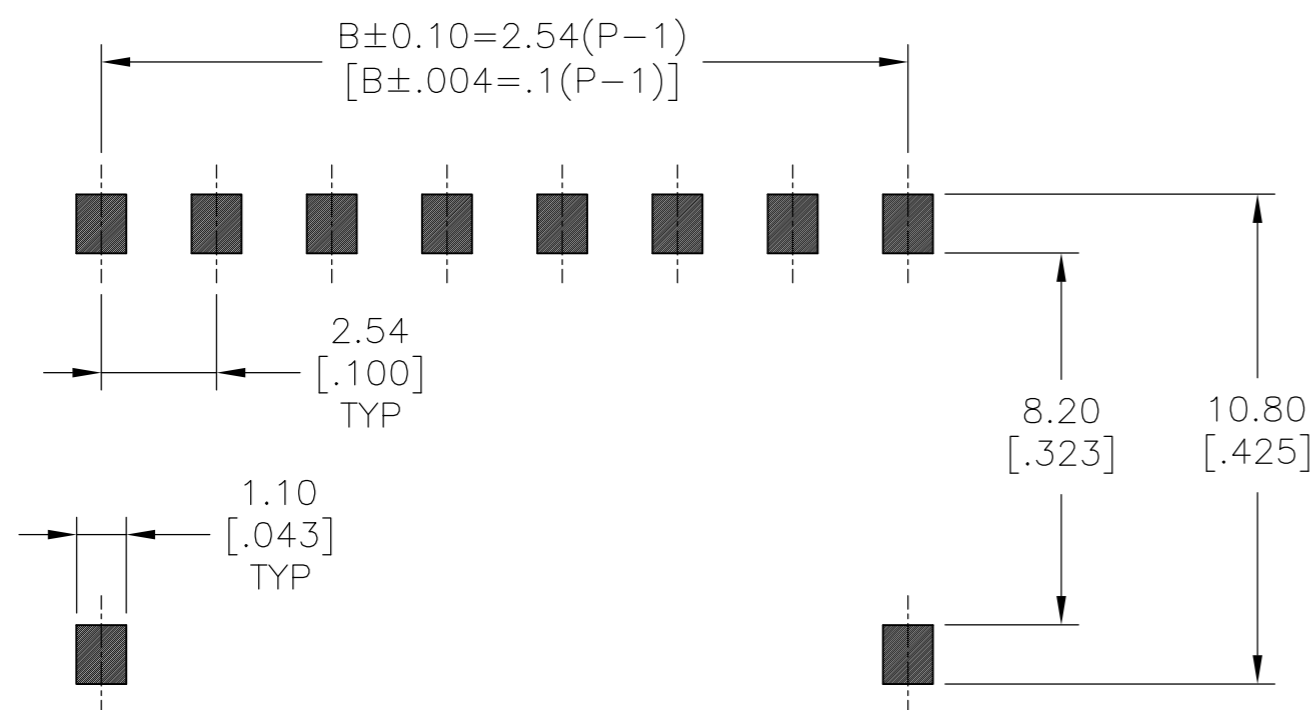 B±0.10=2.54(P−1)
[B±.004=.1(P−1)]
2.54
[.100]
TYP
8.20
[.323]
10.80
[.425]
1.10
[.043]
TYP